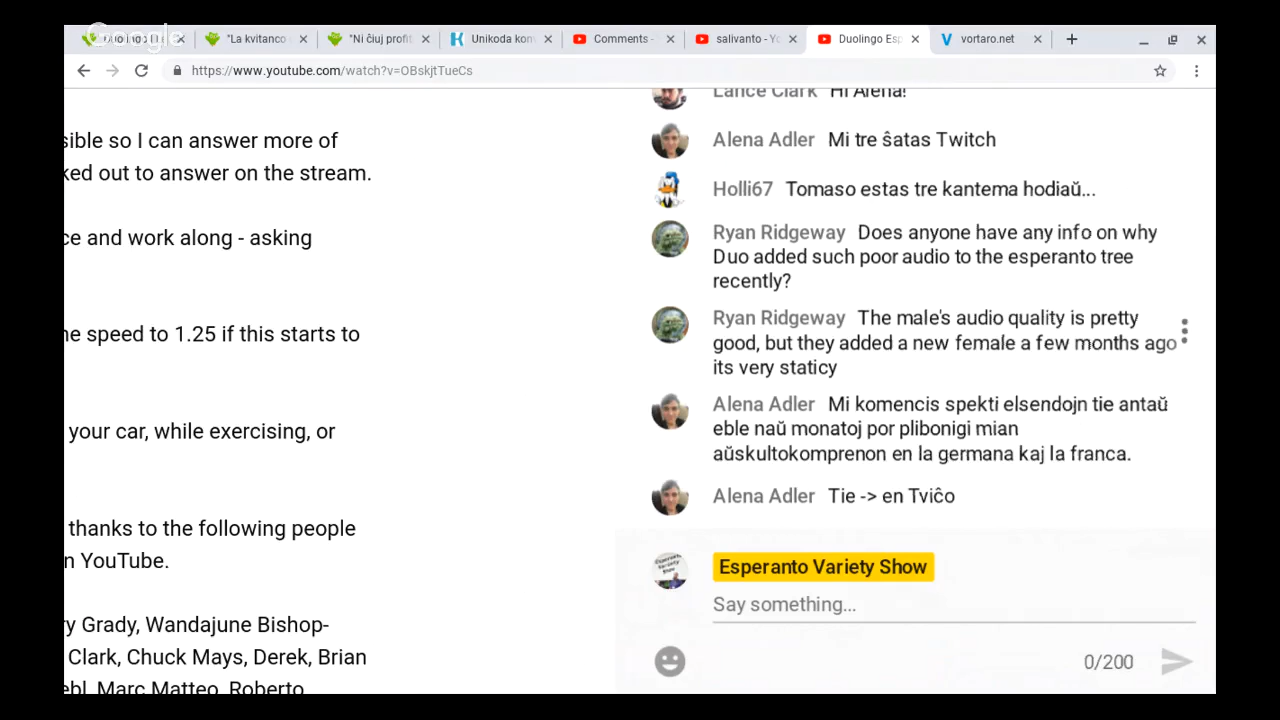 Google
"La kvitanco
"Ni ĉiuj profit
Unikoda kon
Comments - Y
salivanto - Yo
Duolingo Esp
vortaro.net
https://www.youtube.com/watch?v=OBskjtTueCs
sible so I can answer more of
ked out to answer on the stream.
ce and work along - asking
ne speed to 1.25 if this starts to
your car, while exercising, or
thanks to the following people
n YouTube.
ry Grady, Wandajune Bishop-
Clark, Chuck Mays, Derek, Brian
ebl, Marc Matteo, Roberto
Lance Clark Hi Alena!
Alena Adler Mi tre ŝatas Twitch
Holli67 Tomaso estas tre kantema hodiaŭ...
Ryan Ridgeway Does anyone have any info on why
Duo added such poor audio to the esperanto tree
recently?
Ryan Ridgeway The male's audio quality is pretty
good, but they added a new female a few months ago
its very staticy
Alena Adler Mi komencis spekti elsendojn tie antaŭ
eble naŭ monatoj por plibonigi mian
aŭskultokomprenon en la germana kaj la franca.
Alena Adler Tie -> en Tviĉo
Esperanto Variety Show
Say something...
0/200